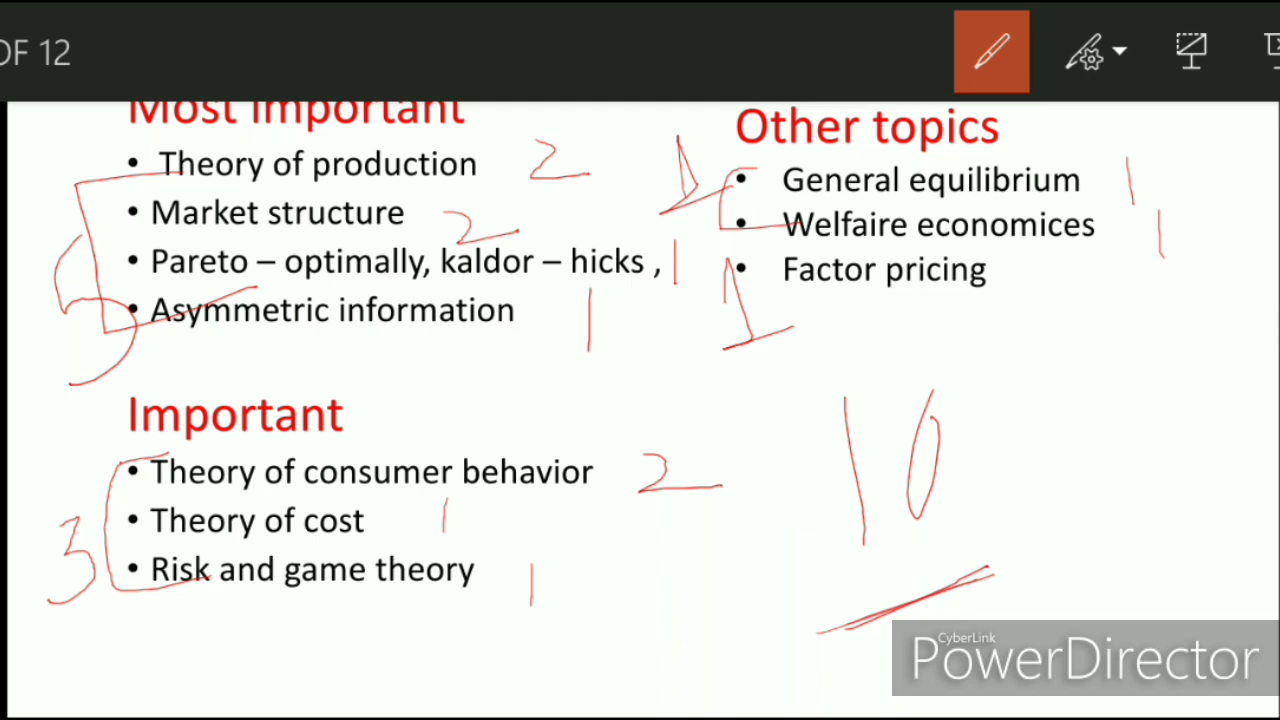 OF 12
Most important
• Theory of production 2
• Market structure 2
• Pareto – optimally, kaldor – hicks , 1
• Asymmetric information 1
5
Important
• Theory of consumer behavior 2
• Theory of cost 1
• Risk and game theory 1
3
Other topics
1
• General equilibrium 1
• Welfaire economices 1
• Factor pricing
1
10
CyberLink
PowerDirector